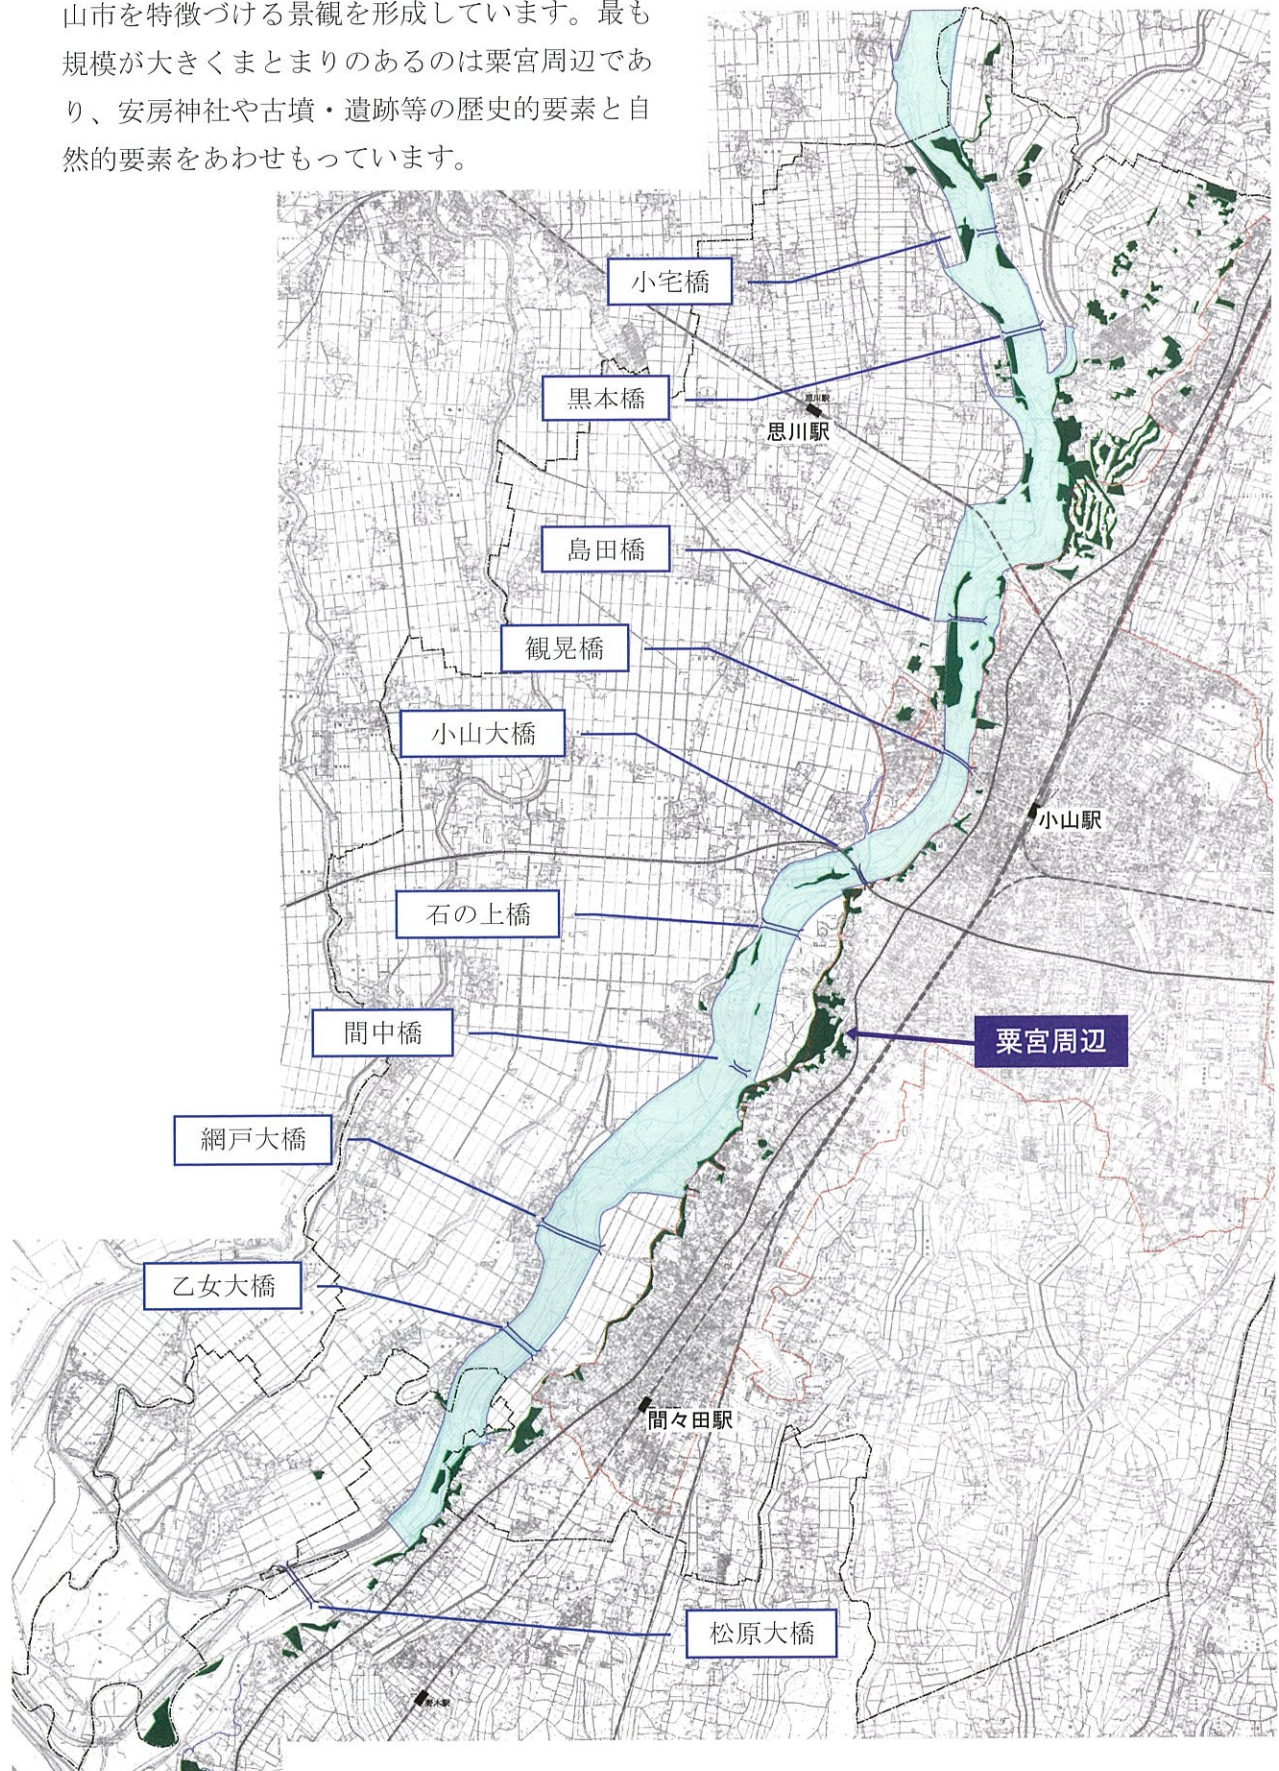 山市を特徴づける景観を形成しています。最も
規模が大きくまとまりのあるのは粟宮周辺であ
り、安房神社や古墳・遺跡等の歴史的要素と自
然的要素をあわせもっています。
小宅橋
黒本橋
思川駅
思川駅
島田橋
観晃橋
小山大橋
小山駅
石の上橋
間中橋
粟宮周辺
網戸大橋
乙女大橋
間々田駅
松原大橋
野木駅